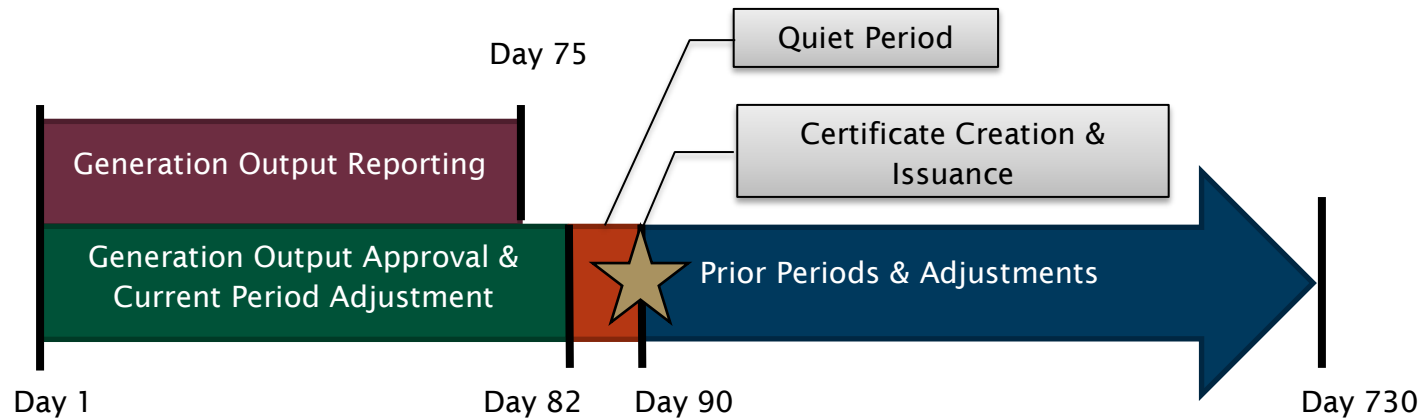 Quiet Period
Day 75
Certificate Creation &
Issuance
Generation Output Reporting
Generation Output Approval &
Current Period Adjustment
Prior Periods & Adjustments
Day 1
Day 82
Day 90
Day 730